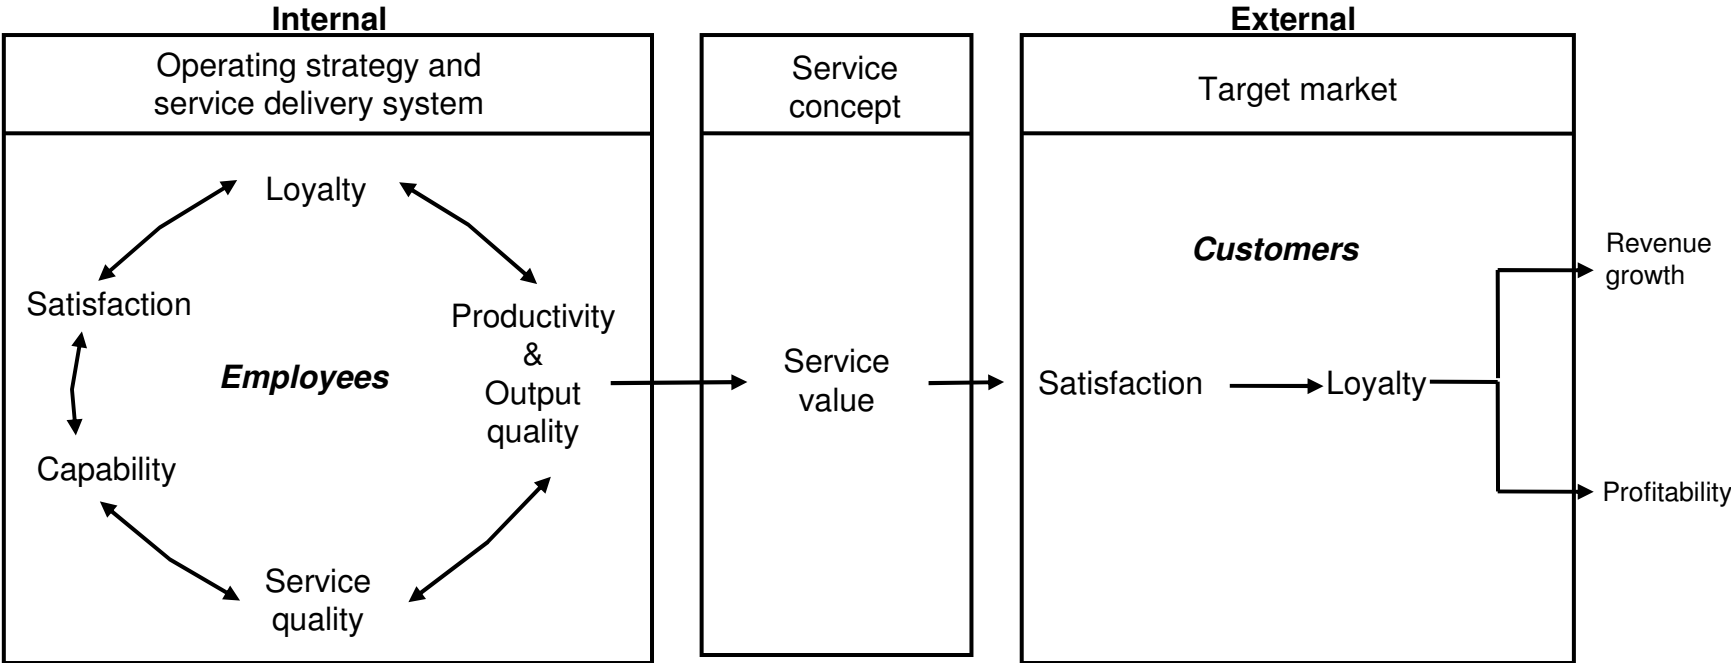 Internal
External
Operating strategy and
service delivery system
Service
concept
Target market
Loyalty
Satisfaction
Productivity
&
Output
quality
Employees
Capability
Service
quality
Service
value
Customers
Satisfaction
Loyalty
Revenue
growth
Profitability